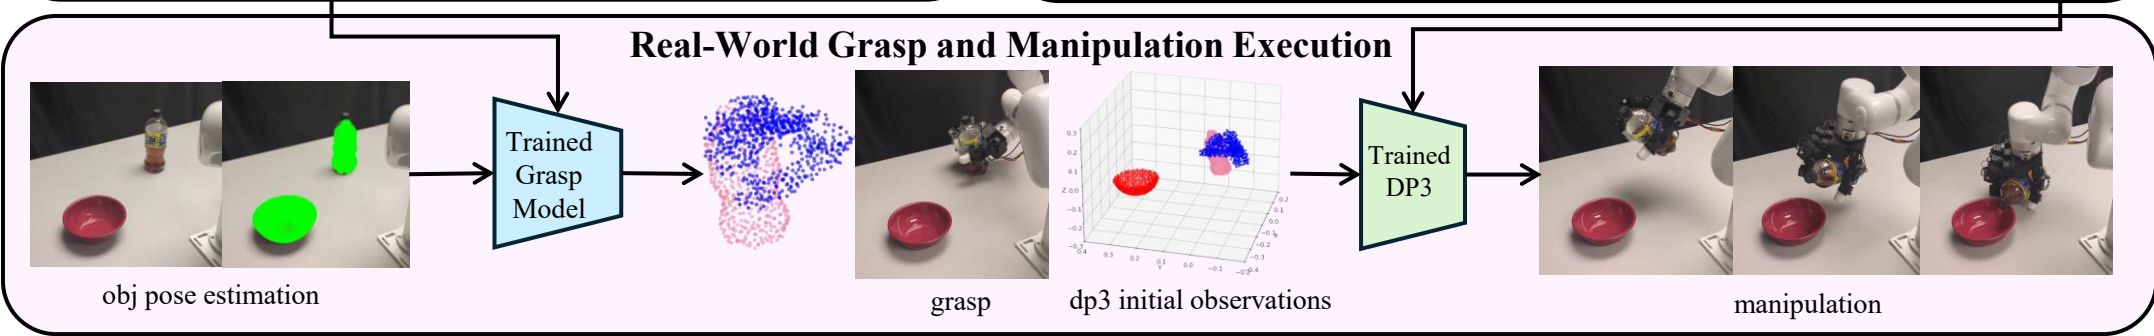 Real-World Grasp and Manipulation Execution
Trained
Grasp
Model
Trained
DP3
obj pose estimation
grasp
dp3 initial observations
manipulation